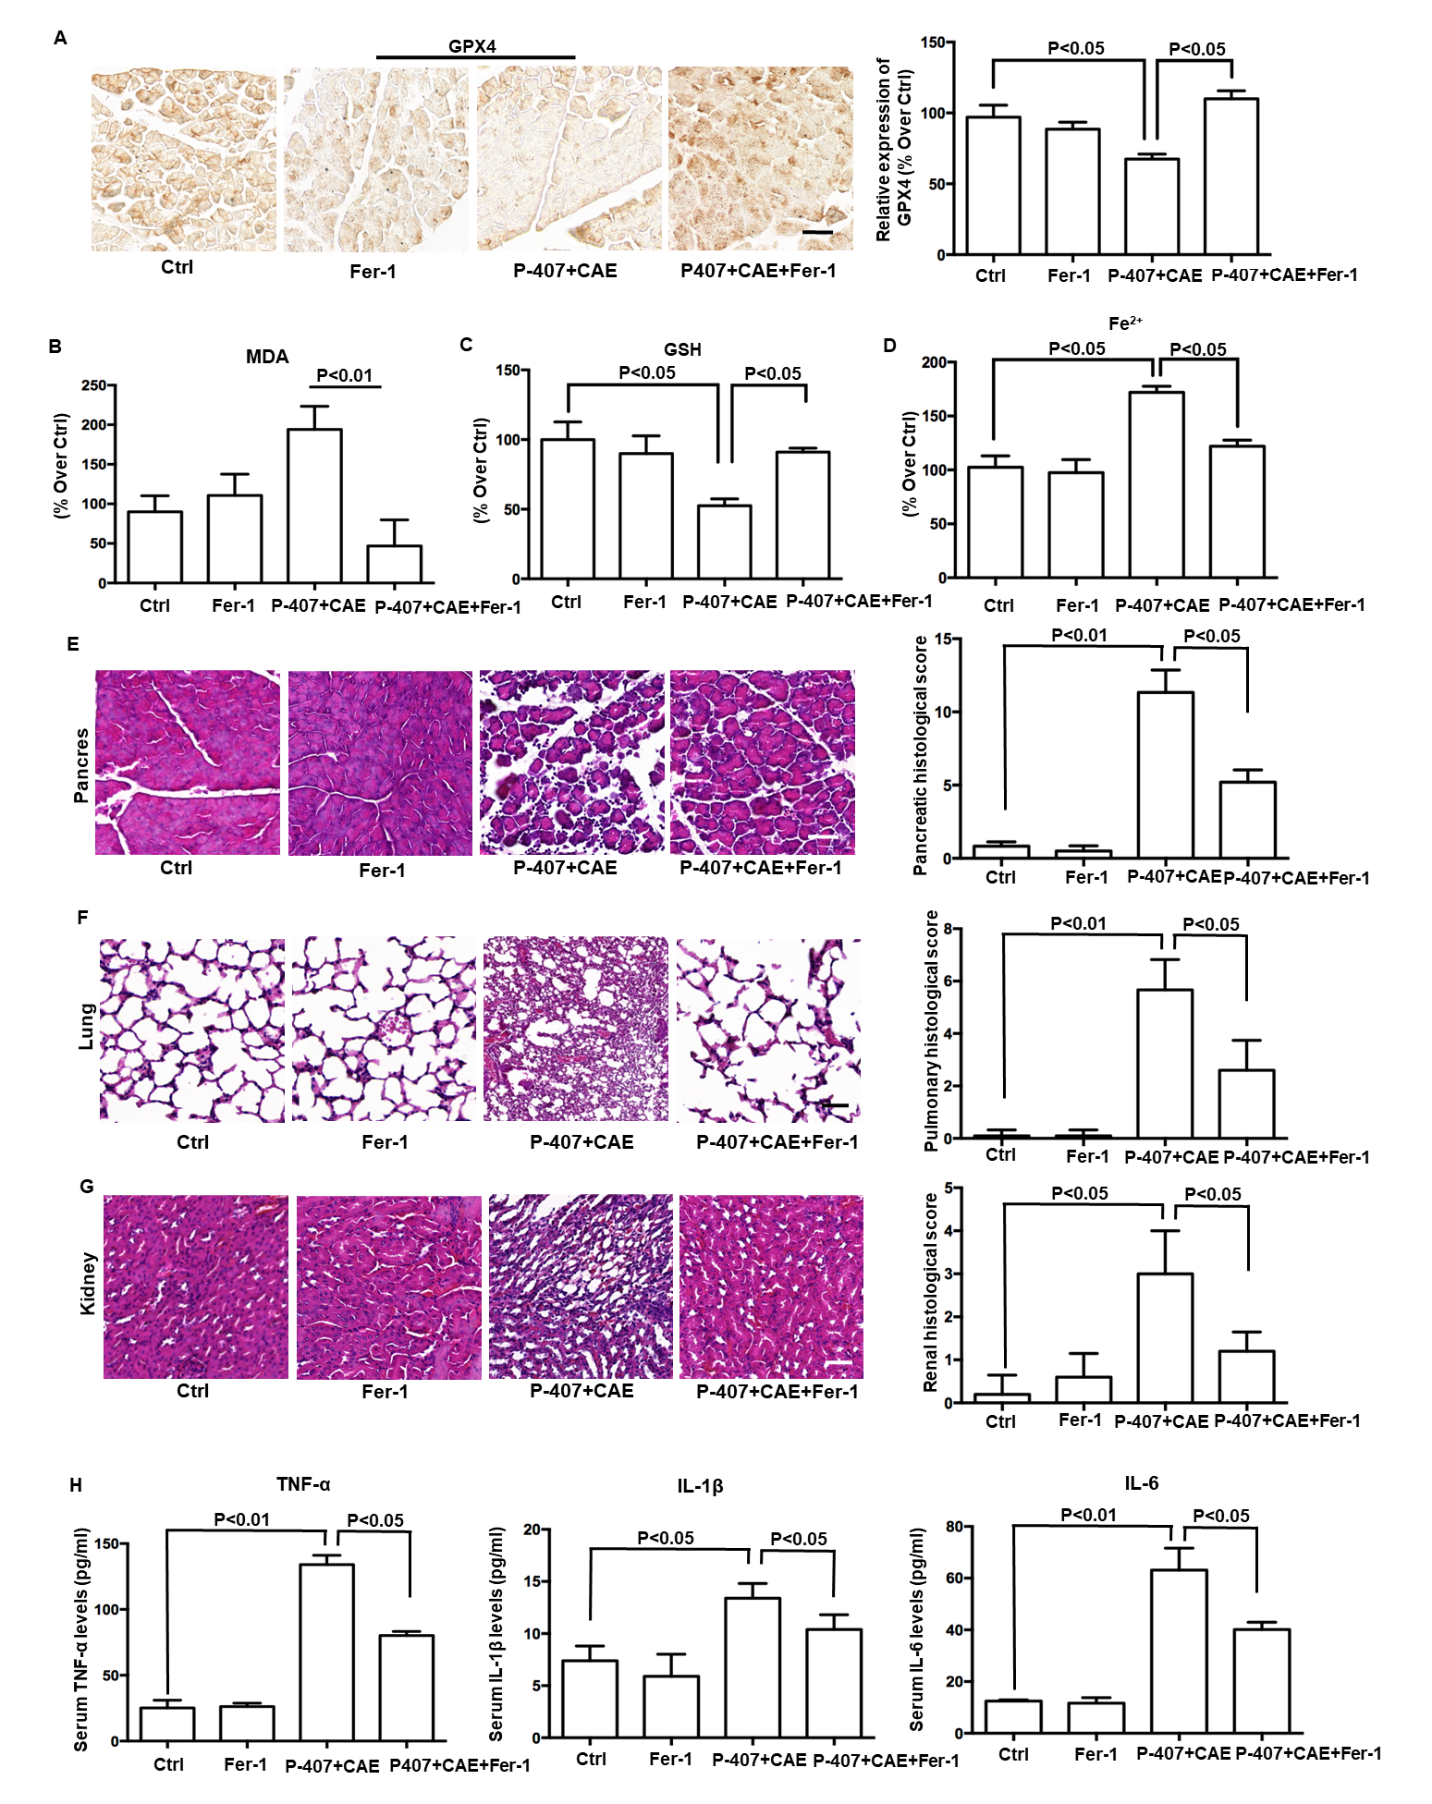 A
GPX4
Ctrl
Fer-1
P-407+CAE
P407+CAE+Fer-1
Relative expression of
GPX4 (% Over Ctrl)
150
100
50
0
P<0.05
P<0.05
Ctrl
Fer-1
P-407+CAE
P-407+CAE+Fer-1
B
MDA
(% Over Ctrl)
250
200
150
100
50
0
P<0.01
Ctrl
Fer-1
P-407+CAE
P-407+CAE+Fer-1
C
GSH
(% Over Ctrl)
150
100
50
0
P<0.05
P<0.05
Ctrl
Fer-1
P-407+CAE
P-407+CAE+Fer-1
D
Fe²⁺
(% Over Ctrl)
200
150
100
50
0
P<0.05
P<0.05
Ctrl
Fer-1
P-407+CAE
P-407+CAE+Fer-1
E
Pancres
Ctrl
Fer-1
P-407+CAE
P-407+CAE+Fer-1
Pancreatic histological score
15
10
5
0
P<0.01
P<0.05
Ctrl
Fer-1
P-407+CAE
P-407+CAE+Fer-1
F
Lung
Ctrl
Fer-1
P-407+CAE
P-407+CAE+Fer-1
Pulmonary histological score
8
6
4
2
0
P<0.01
P<0.05
Ctrl
Fer-1
P-407+CAE
P-407+CAE+Fer-1
G
Kidney
Ctrl
Fer-1
P-407+CAE
P-407+CAE+Fer-1
Renal histological score
5
4
3
2
1
0
P<0.05
P<0.05
Ctrl
Fer-1
P-407+CAE
P-407+CAE+Fer-1
H
TNF-α
Serum TNF-α levels (pg/ml)
150
100
50
0
P<0.01
P<0.05
Ctrl
Fer-1
P-407+CAE
P407+CAE+Fer-1
IL-1β
Serum IL-1β levels (pg/ml)
20
15
10
5
0
P<0.05
P<0.05
Ctrl
Fer-1
P-407+CAE
P-407+CAE+Fer-1
IL-6
Serum IL-6 levels (pg/ml)
80
60
40
20
0
P<0.01
P<0.05
Ctrl
Fer-1
P-407+CAE
P-407+CAE+Fer-1